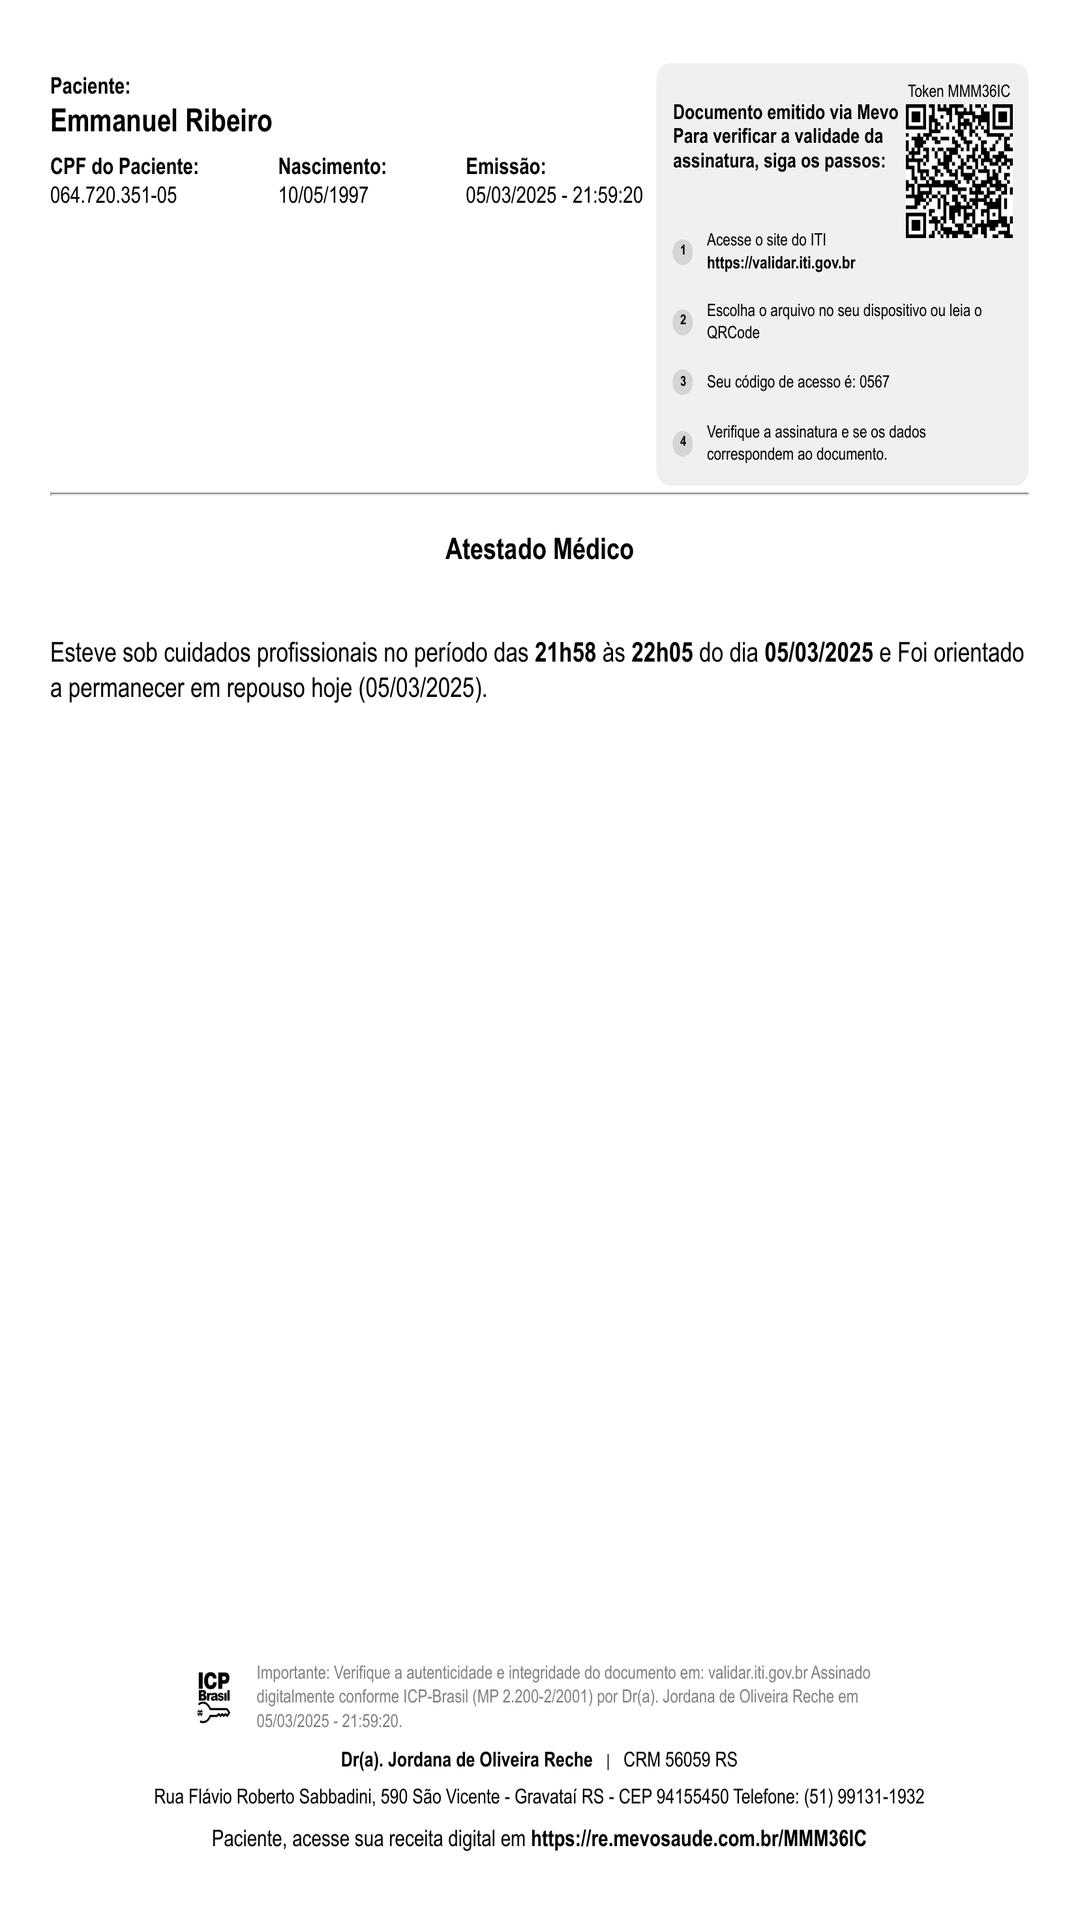 Paciente:
Emmanuel Ribeiro
CPF do Paciente:
064.720.351-05
Nascimento:
10/05/1997
Emissão:
05/03/2025 - 21:59:20
Token MMM36IC
Documento emitido via Mevo
Para verificar a validade da
assinatura, siga os passos:
1
Acesse o site do ITI
https://validar.iti.gov.br
2
Escolha o arquivo no seu dispositivo ou leia o
QRCode
3
Seu código de acesso é: 0567
4
Verifique a assinatura e se os dados
correspondem ao documento.
Atestado Médico
Esteve sob cuidados profissionais no período das 21h58 às 22h05 do dia 05/03/2025 e Foi orientado
a permanecer em repouso hoje (05/03/2025).
ICP
Brasil
Importante: Verifique a autenticidade e integridade do documento em: validar.iti.gov.br Assinado
digitalmente conforme ICP-Brasil (MP 2.200-2/2001) por Dr(a). Jordana de Oliveira Reche em
05/03/2025 - 21:59:20.
Dr(a). Jordana de Oliveira Reche | CRM 56059 RS
Rua Flávio Roberto Sabbadini, 590 São Vicente - Gravataí RS - CEP 94155450 Telefone: (51) 99131-1932
Paciente, acesse sua receita digital em https://re.mevosaude.com.br/MMM36IC